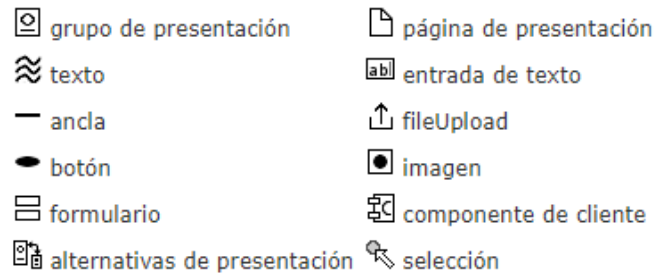 grupo de presentación
página de presentación
texto
entrada de texto
ancla
fileUpload
botón
imagen
formulario
componente de cliente
alternativas de presentación
selección